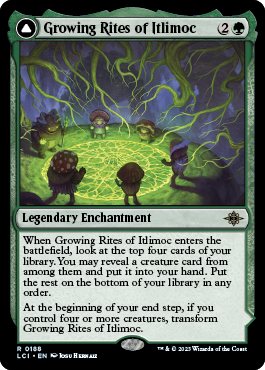 Growing Rites of Itlimoc 2
Legendary Enchantment
When Growing Rites of Itlimoc enters the
battlefield, look at the top four cards of your
library. You may reveal a creature card from
among them and put it into your hand. Put
the rest on the bottom of your library in any
order.
At the beginning of your end step, if you
control four or more creatures, transform
Growing Rites of Itlimoc.
R 0188
LCI • EN Josu Hernaiz
™ & © 2023 Wizards of the Coast